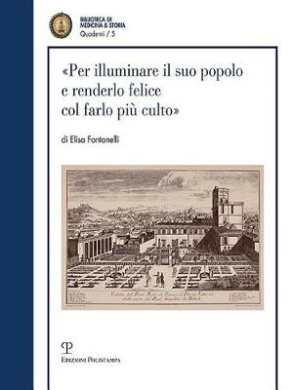 BIBLIOTECA DI
MEDICINA & STORIA
Quaderni / 5
«Per illuminare il suo popolo
e renderlo felice
col farlo più culto»
di Elisa Fontanelli
P
EDIZIONI POLISTAMPA